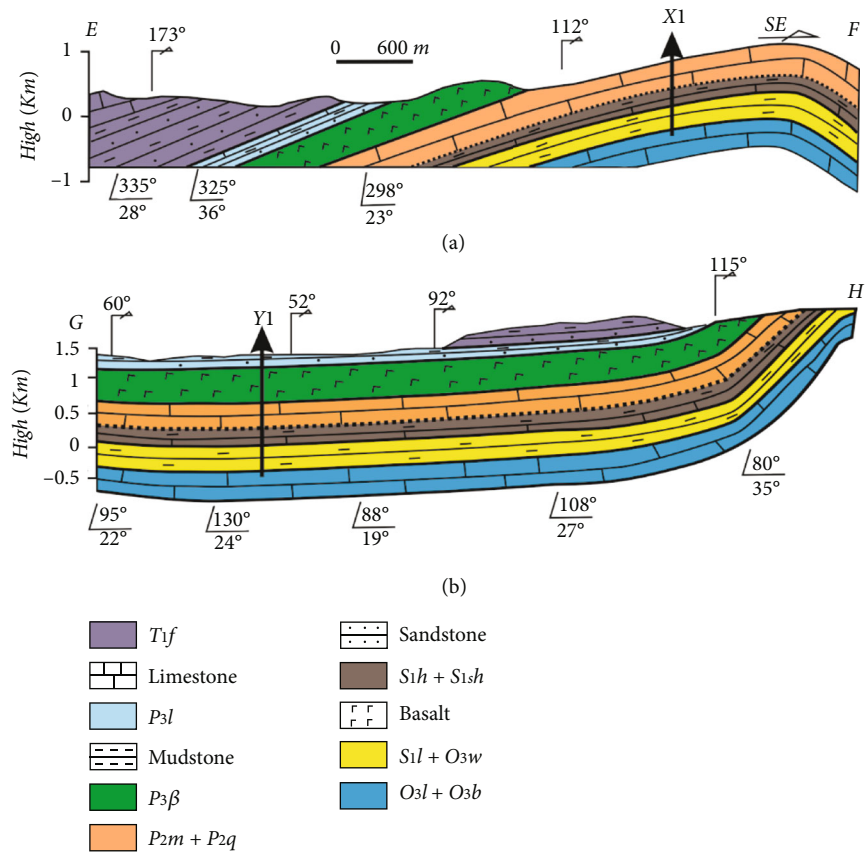 E
173°
0 600 m
112°
X1
SE
F
High (Km)
1
0
−1
335°
28°
325°
36°
298°
23°
(a)
G
60°
Y1
52°
92°
115°
H
High (Km)
1.5
1
0.5
0
−0.5
95°
22°
130°
24°
88°
19°
108°
27°
80°
35°
(b)
T1f
Limestone
P3l
Mudstone
P3β
P2m + P2q
Sandstone
S1h + S1sh
Basalt
S1l + O3w
O3l + O3b